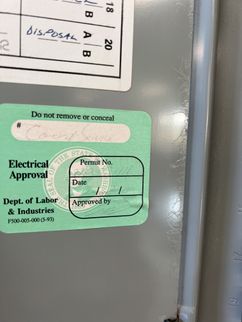 18
B
20
DISPOSAL A B
Do not remove or conceal
#
Electrical
Approval
Permit No.
Date
/ /
Dept. of Labor
& Industries
Approved by
F500-005-000 (5-93)